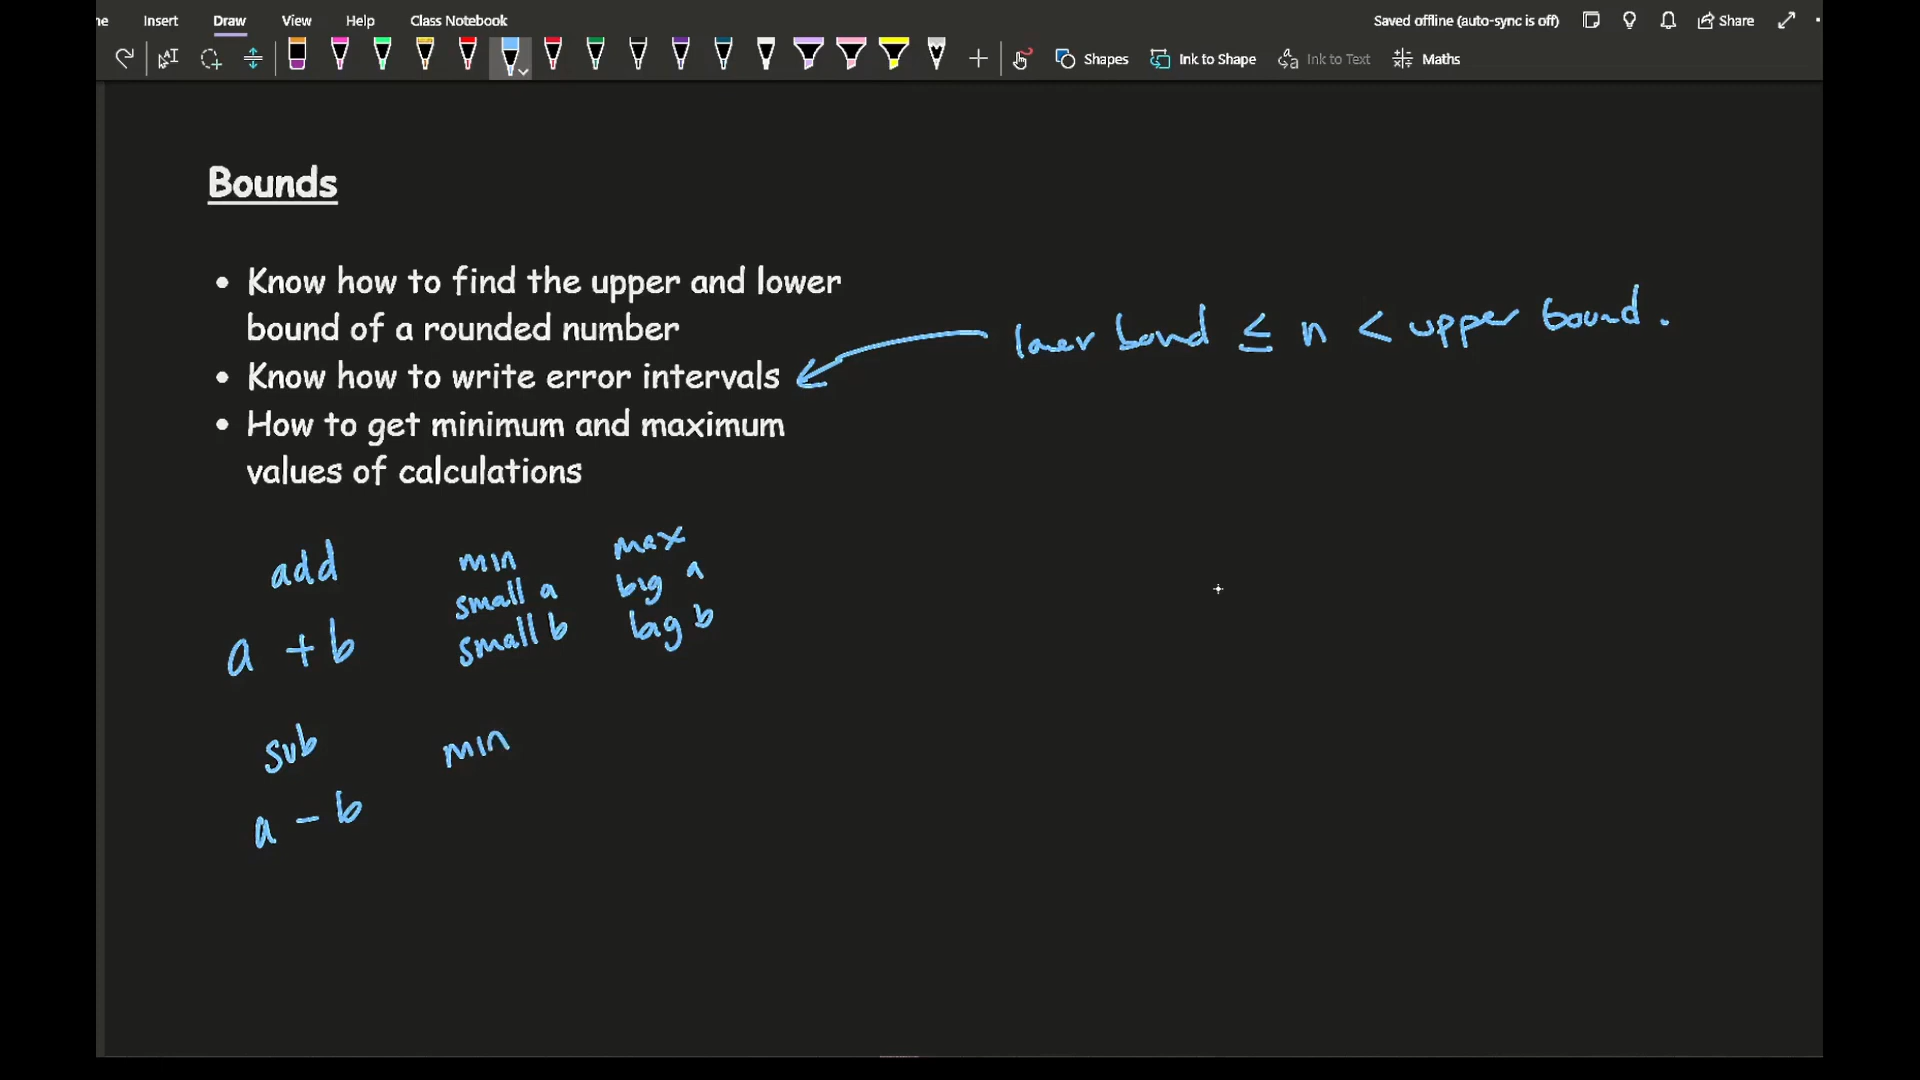 Insert Draw View Help Class Notebook Saved offline (auto-sync is off) Share
Shapes Ink to Shape Ink to Text Maths
Bounds
• Know how to find the upper and lower
bound of a rounded number
lower bound ≤ n < upper bound.
• Know how to write error intervals
• How to get minimum and maximum
values of calculations
add min max
small a big a
a + b small b big b
sub min
a - b